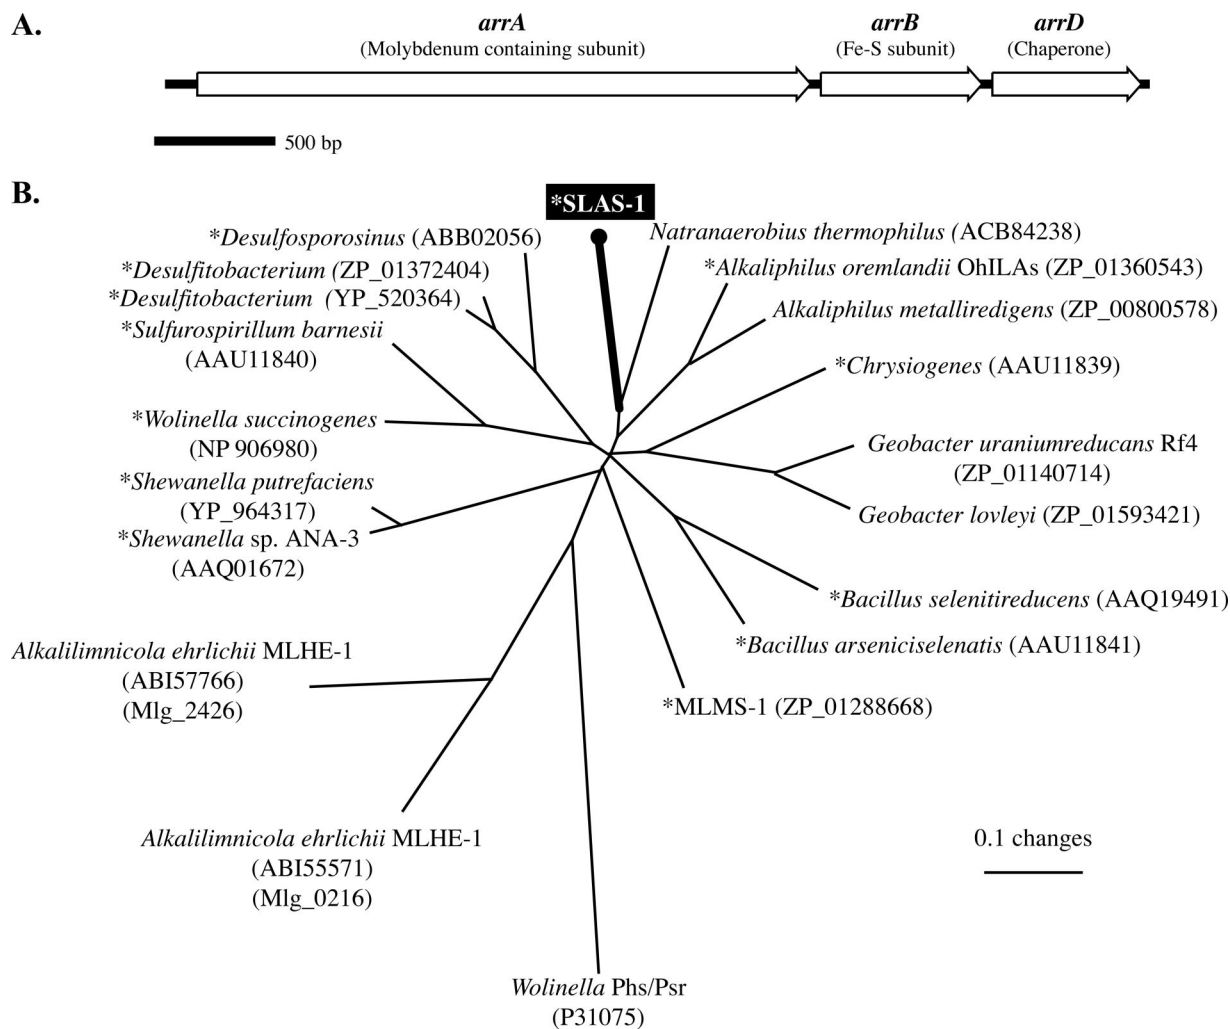 A.
arrA
(Molybdenum containing subunit)
arrB
(Fe-S subunit)
arrD
(Chaperone)
500 bp
B.
*SLAS-1
*Desulfosporosinus (ABB02056)
Natranaerobius thermophilus (ACB84238)
*Desulfitobacterium (ZP_01372404)
*Alkaliphilus oremlandii OhILAs (ZP_01360543)
*Desulfitobacterium (YP_520364)
Alkaliphilus metalliredigens (ZP_00800578)
*Sulfurospirillum barnesii
(AAU11840)
*Chrysiogenes (AAU11839)
*Wolinella succinogenes
(NP 906980)
Geobacter uraniumreducans Rf4
(ZP_01140714)
*Shewanella putrefaciens
(YP_964317)
Geobacter lovleyi (ZP_01593421)
*Shewanella sp. ANA-3
(AAQ01672)
*Bacillus selenitireducens (AAQ19491)
*Bacillus arseniciselenatis (AAU11841)
Alkalilimnicola ehrlichii MLHE-1
(ABI57766)
(Mlg_2426)
*MLMS-1 (ZP_01288668)
Alkalilimnicola ehrlichii MLHE-1
(ABI55571)
(Mlg_0216)
0.1 changes
Wolinella Phs/Psr
(P31075)